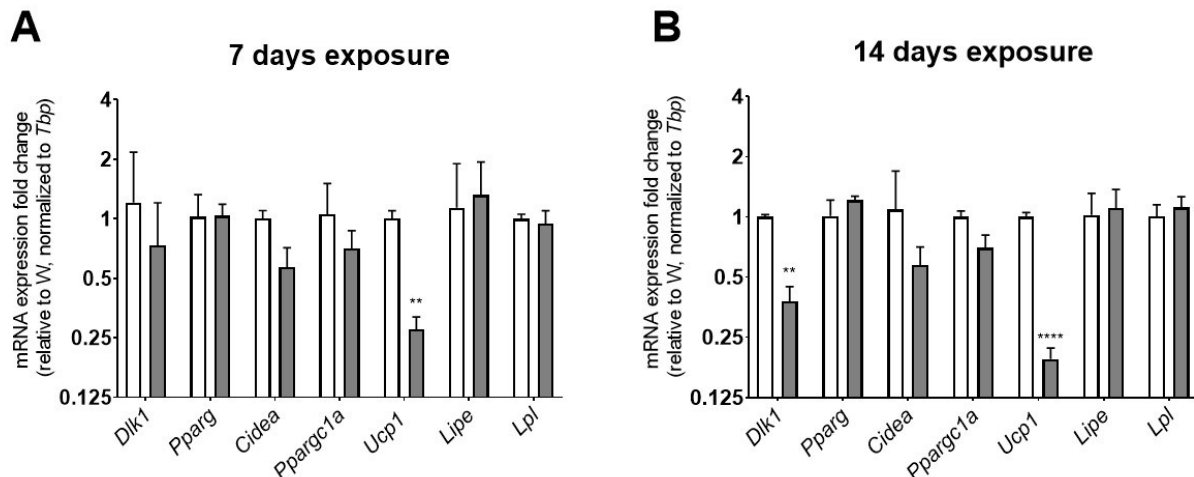 A
7 days exposure
mRNA expression fold change
(relative to W, normalized to Tbp)
4
2
1
0.5
0.25
0.125
**
Dlk1
Pparg
Cidea
Ppargc1a
Ucp1
Lipe
Lpl
B
14 days exposure
mRNA expression fold change
(relative to W, normalized to Tbp)
4
2
1
0.5
0.25
0.125
**
****
Dlk1
Pparg
Cidea
Ppargc1a
Ucp1
Lipe
Lpl